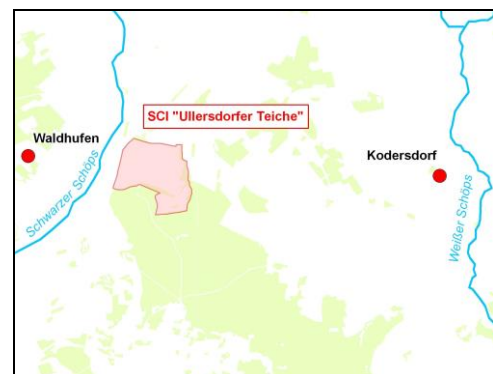 SCI "Ullersdorfer Teiche"
Waldhufen
Kodersdorf
Schwarzer Schöps
Weißer Schöps